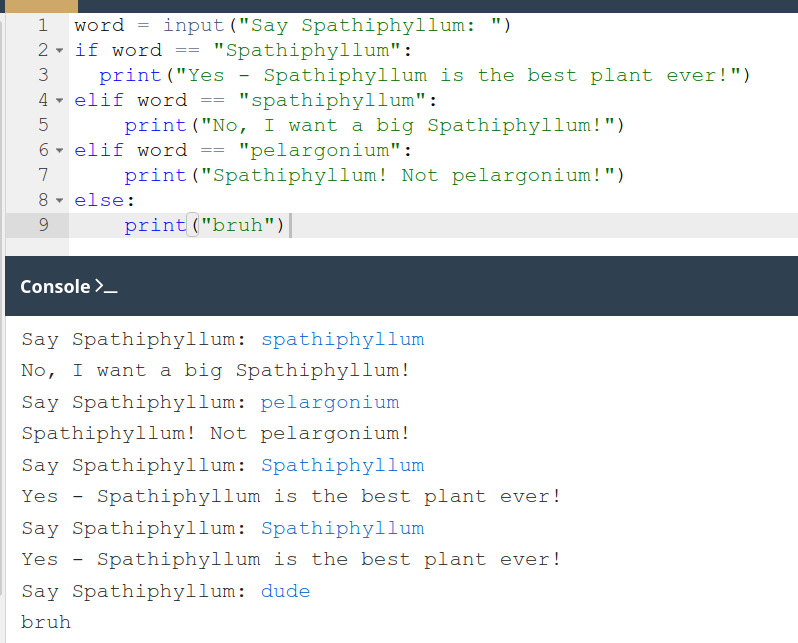 1 word = input("Say Spathiphyllum: ")
2 if word == "Spathiphyllum":
3   print("Yes - Spathiphyllum is the best plant ever!")
4 elif word == "spathiphyllum":
5     print("No, I want a big Spathiphyllum!")
6 elif word == "pelargonium":
7     print("Spathiphyllum! Not pelargonium!")
8 else:
9     print("bruh")
Console >_
Say Spathiphyllum: spathiphyllum
No, I want a big Spathiphyllum!
Say Spathiphyllum: pelargonium
Spathiphyllum! Not pelargonium!
Say Spathiphyllum: Spathiphyllum
Yes - Spathiphyllum is the best plant ever!
Say Spathiphyllum: Spathiphyllum
Yes - Spathiphyllum is the best plant ever!
Say Spathiphyllum: dude
bruh